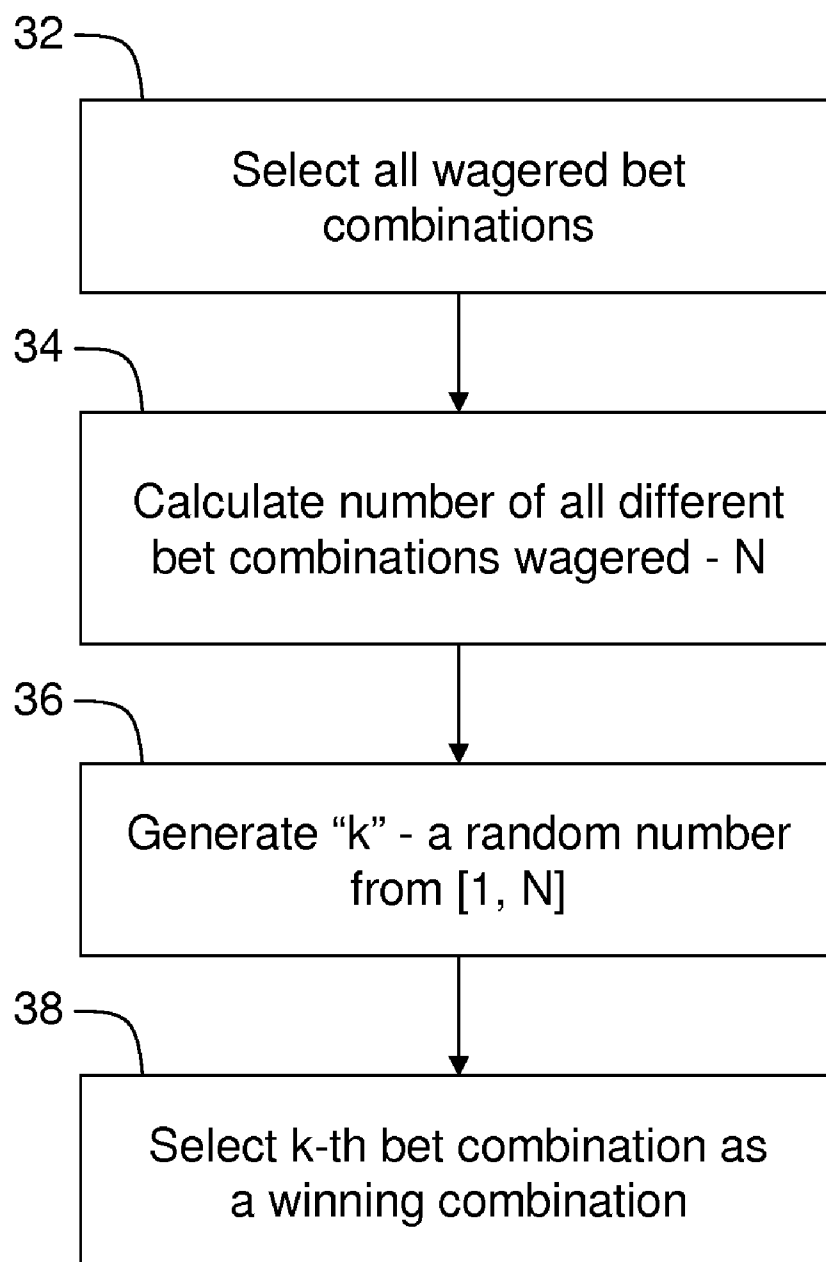 32
Select all wagered bet
combinations
34
Calculate number of all different
bet combinations wagered - N
36
Generate “k” - a random number
from [1, N]
38
Select k-th bet combination as
a winning combination